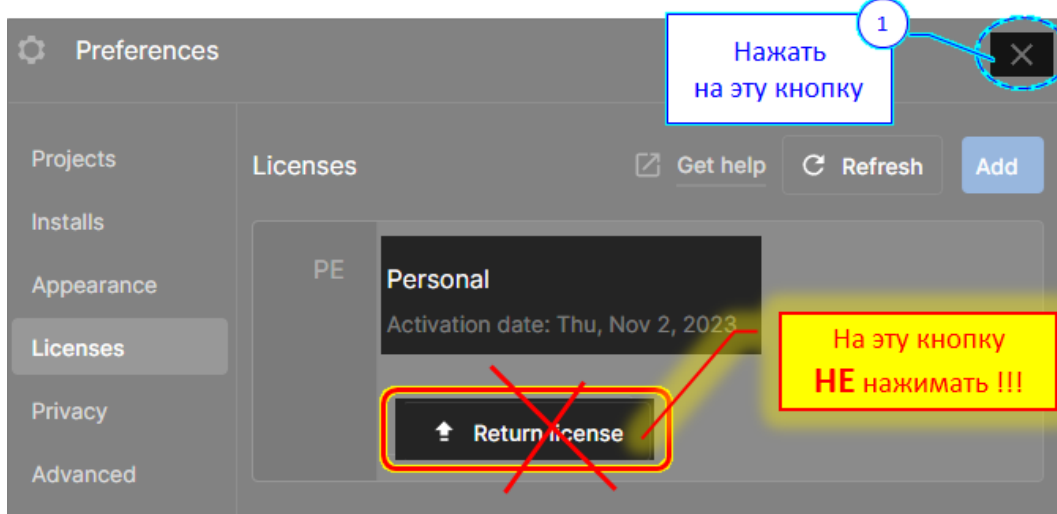 1
Нажать
на эту кнопку
Preferences
Projects
Installs
Appearance
Licenses
Privacy
Advanced
Licenses
Get help
Refresh
Add
PE
Personal
Activation date: Thu, Nov 2, 2023
На эту кнопку
НЕ нажимать !!!
Return license